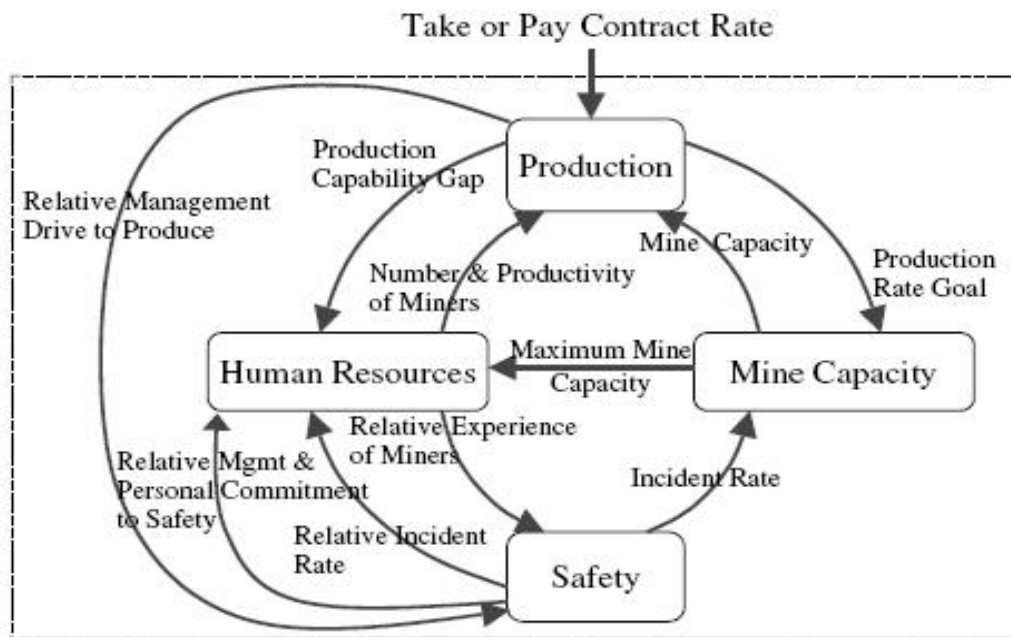 Take or Pay Contract Rate
Production
Production
Capability Gap
Relative Management
Drive to Produce
Mine Capacity
Production
Rate Goal
Number & Productivity
of Miners
Human Resources
Maximum Mine
Capacity
Mine Capacity
Relative Experience
of Miners
Relative Mgmt &
Personal Commitment
to Safety
Incident Rate
Relative Incident
Rate
Safety